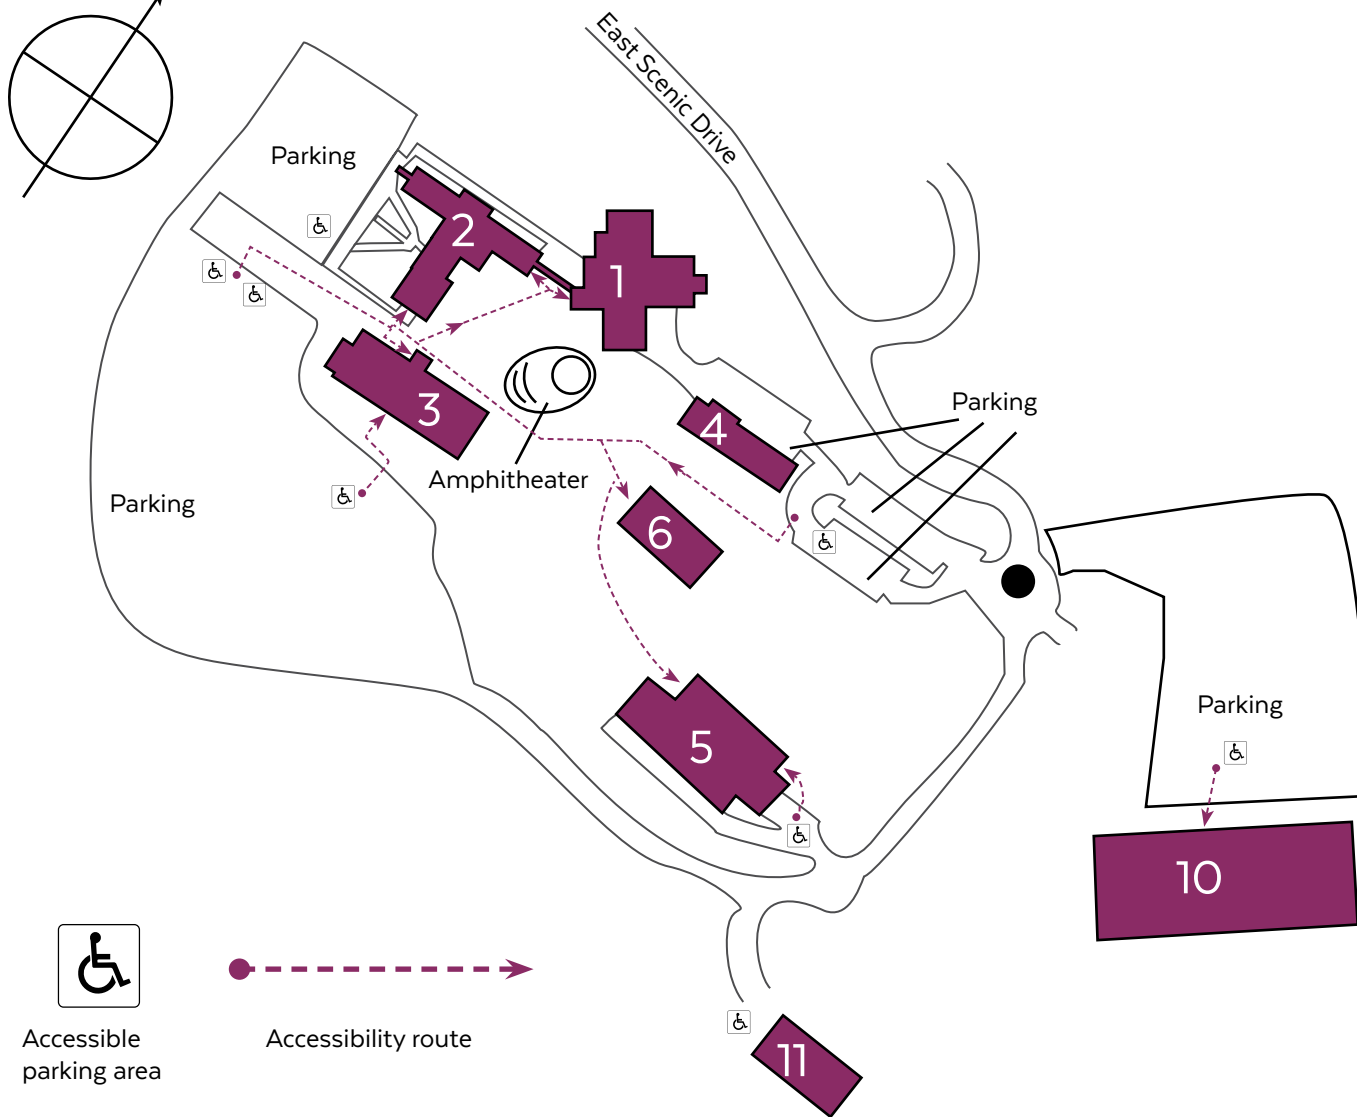 East Scenic Drive
Parking
2
1
3
Parking
4
Amphitheater
Parking
6
Parking
5
10
11
Accessible
parking area
Accessibility route